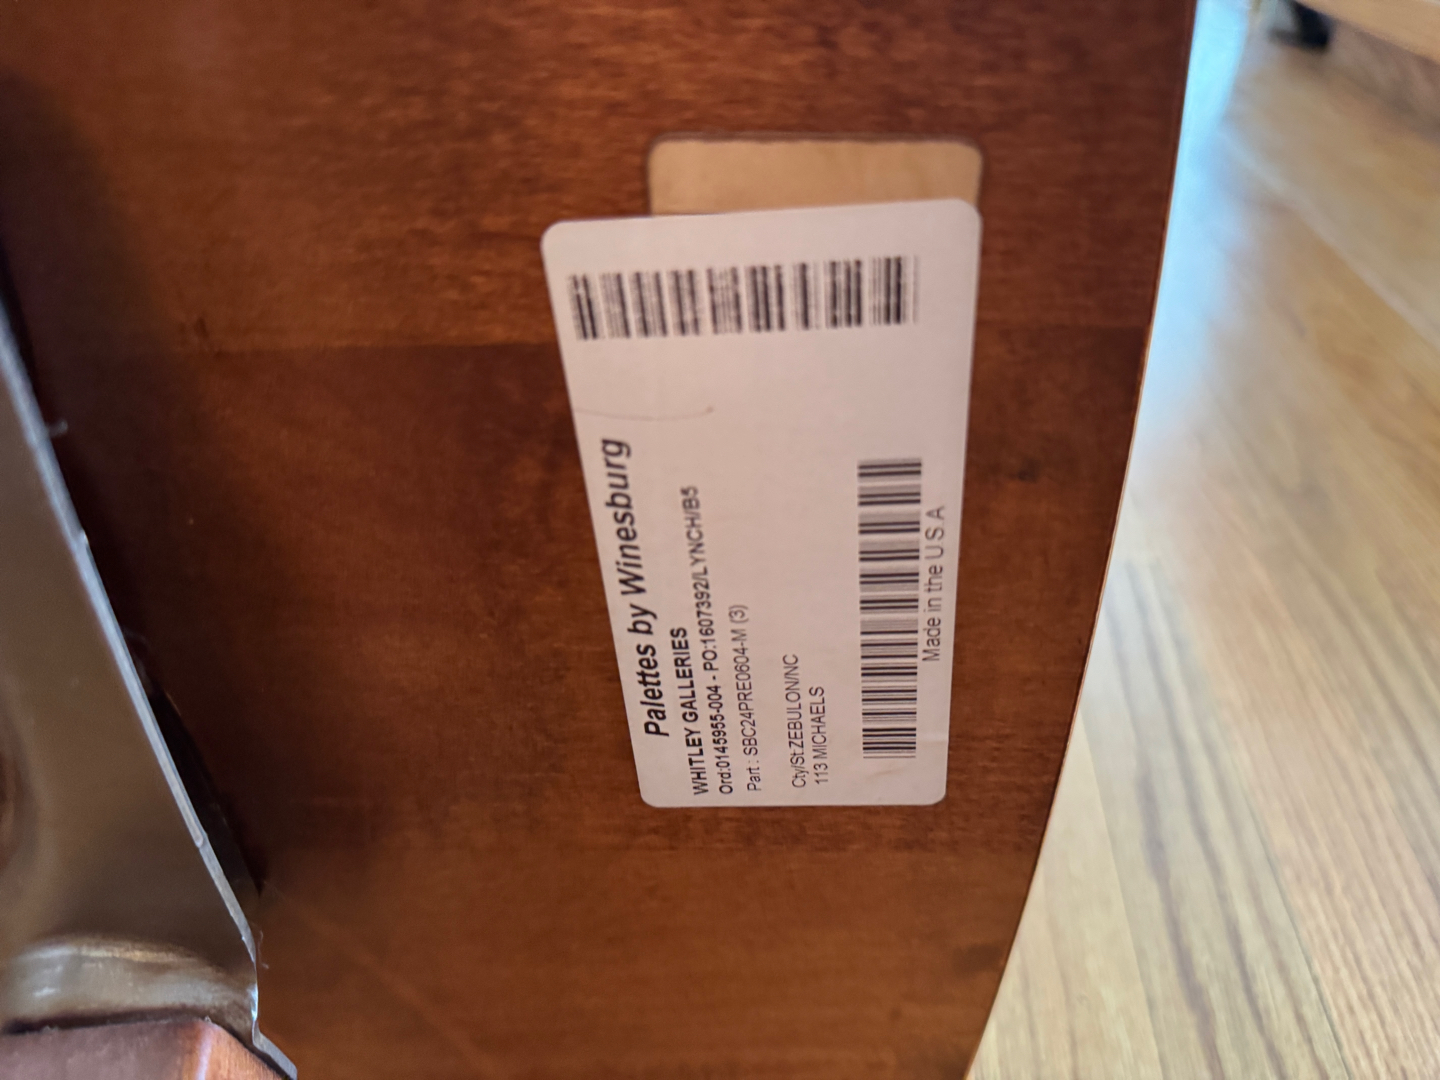 Palettes by Winesburg
WHITLEY GALLERIES
Ord:0145955-004 - PO:1607392/LYNCH/B5
Part : SBC24PRE0604-M (3)
Cty/St:ZEBULON/NC
113 MICHAELS
Made in the U.S.A